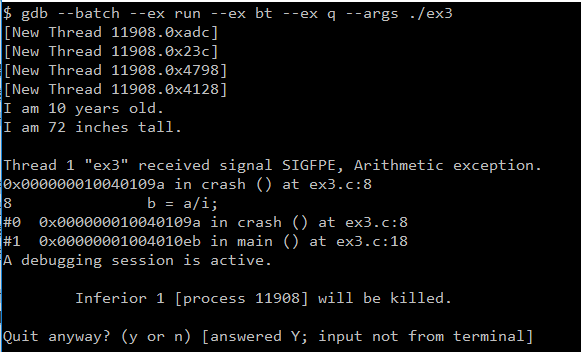 $ gdb --batch --ex run --ex bt --ex q --args ./ex3
[New Thread 11908.0xadc]
[New Thread 11908.0x23c]
[New Thread 11908.0x4798]
[New Thread 11908.0x4128]
I am 10 years old.
I am 72 inches tall.
Thread 1 "ex3" received signal SIGFPE, Arithmetic exception.
0x000000010040109a in crash () at ex3.c:8
8 b = a/i;
#0 0x000000010040109a in crash () at ex3.c:8
#1 0x00000001004010eb in main () at ex3.c:18
A debugging session is active.
Inferior 1 [process 11908] will be killed.
Quit anyway? (y or n) [answered Y; input not from terminal]